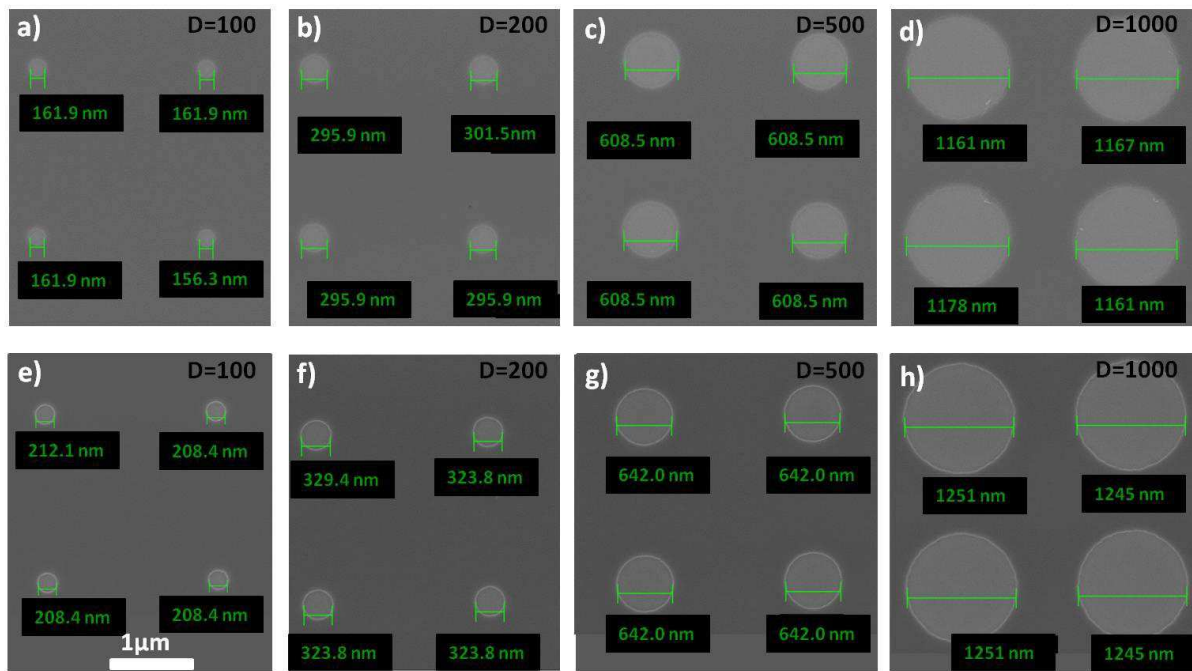 a) D=100
161.9 nm 161.9 nm
161.9 nm 156.3 nm
b) D=200
295.9 nm 301.5nm
295.9 nm 295.9 nm
c) D=500
608.5 nm 608.5 nm
608.5 nm 608.5 nm
d) D=1000
1161 nm 1167 nm
1178 nm 1161 nm
e) D=100
212.1 nm 208.4 nm
208.4 nm 208.4 nm
1μm
f) D=200
329.4 nm 323.8 nm
323.8 nm 323.8 nm
g) D=500
642.0 nm 642.0 nm
642.0 nm 642.0 nm
h) D=1000
1251 nm 1245 nm
1251 nm 1245 nm